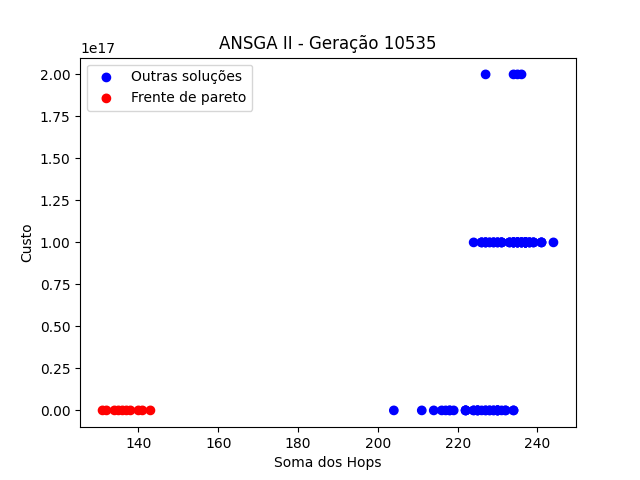 ANSGA II - Geração 10535
1e17
2.00
1.75
1.50
1.25
1.00
0.75
0.50
0.25
0.00
Custo
Outras soluções
Frente de pareto
140 160 180 200 220 240
Soma dos Hops